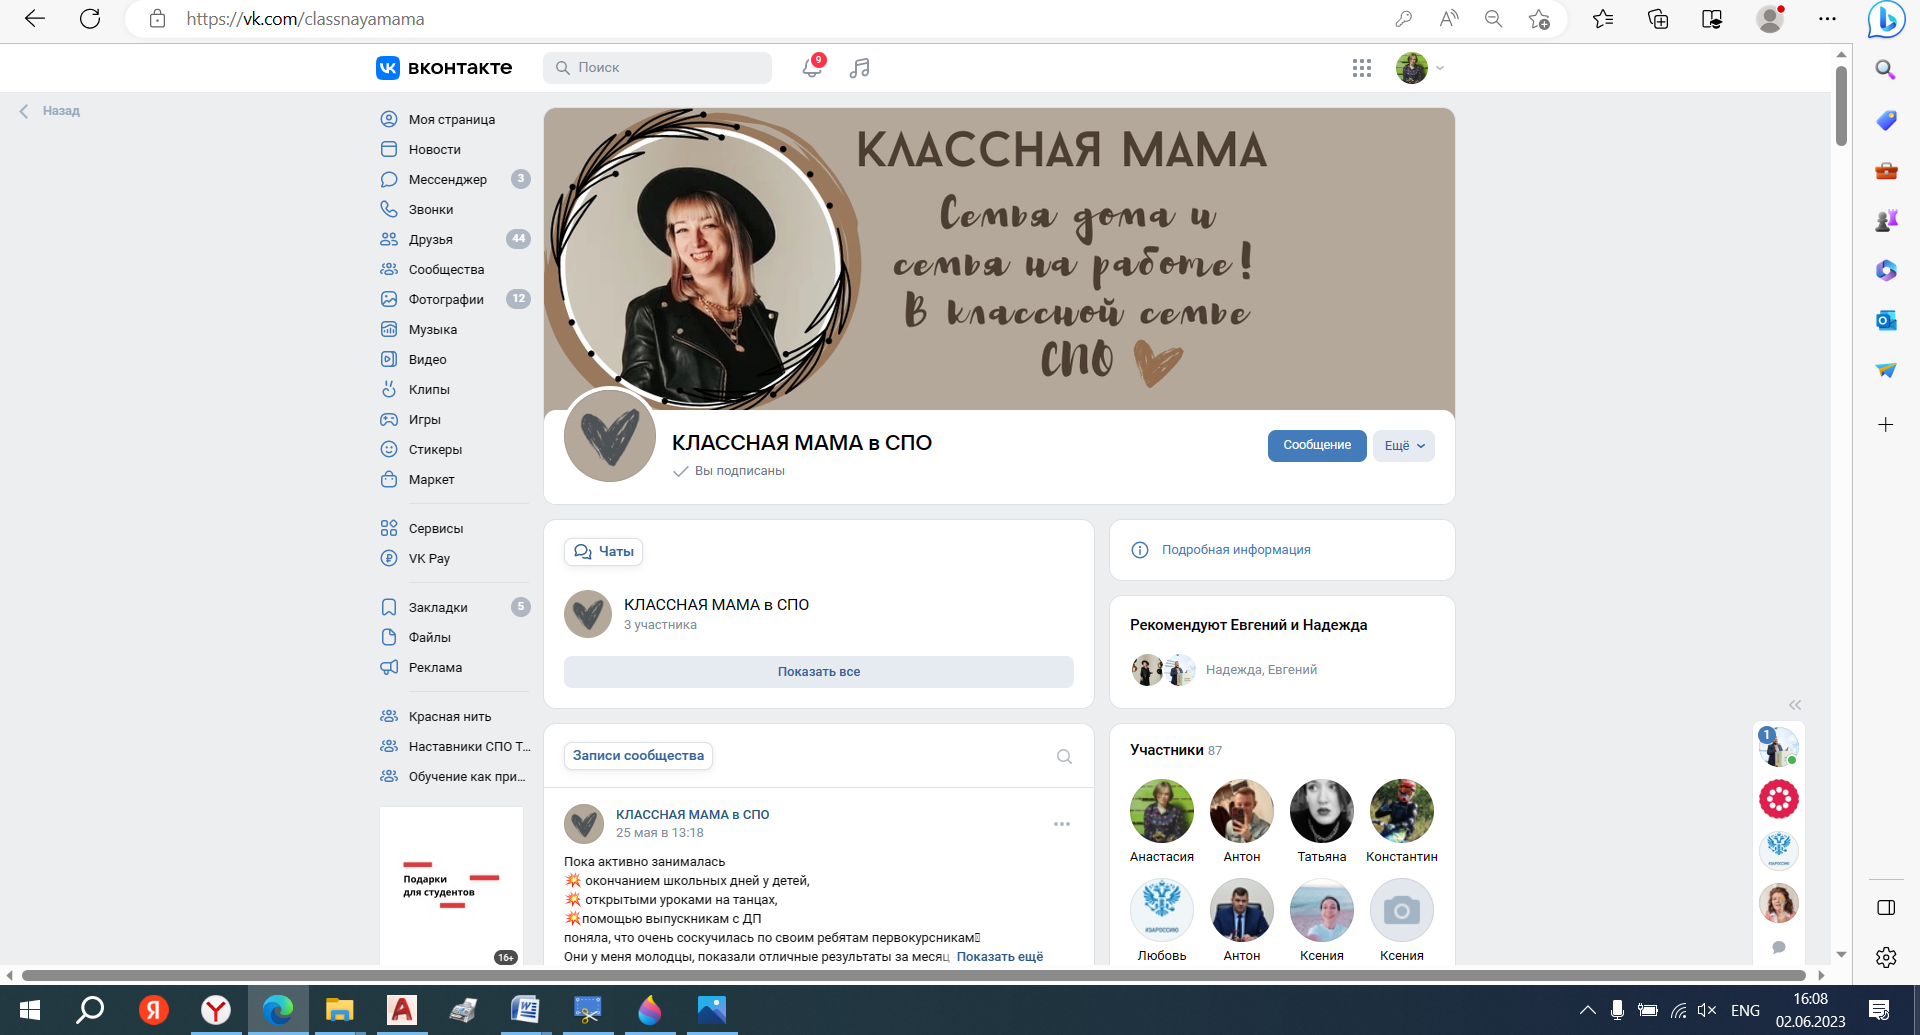 https://vk.com/classnayamama
вконтакте
Поиск
9
Назад
Моя страница
Новости
Мессенджер 3
Звонки
Друзья 44
Сообщества
Фотографии 12
Музыка
Видео
Клипы
Игры
Стикеры
Маркет
Сервисы
VK Pay
Закладки 5
Файлы
Реклама
Красная нить
Наставники СПО Т...
Обучение как при...
Подарки
для студентов
16+
КЛАССНАЯ МАМА
Семья дома и
семья на работе!
В классной семье
СПО
КЛАССНАЯ МАМА в СПО
Вы подписаны
Сообщение
Ещё
Чаты
КЛАССНАЯ МАМА в СПО
3 участника
Показать все
Записи сообщества
КЛАССНАЯ МАМА в СПО
25 мая в 13:18
Пока активно занималась
💥 окончанием школьных дней у детей,
💥 открытыми уроками на танцах,
💥помощью выпускникам с ДП
поняла, что очень соскучилась по своим ребятам первокурсникам
Они у меня молодцы, показали отличные результаты за месяц Показать ещё
Подробная информация
Рекомендуют Евгений и Надежда
Надежда, Евгений
Участники 87
Анастасия Антон Татьяна Константин
#ЗАРОССИЮ
Любовь Антон Ксения Ксения
1
#ЗАРОССИЮ
ENG
16:08
02.06.2023